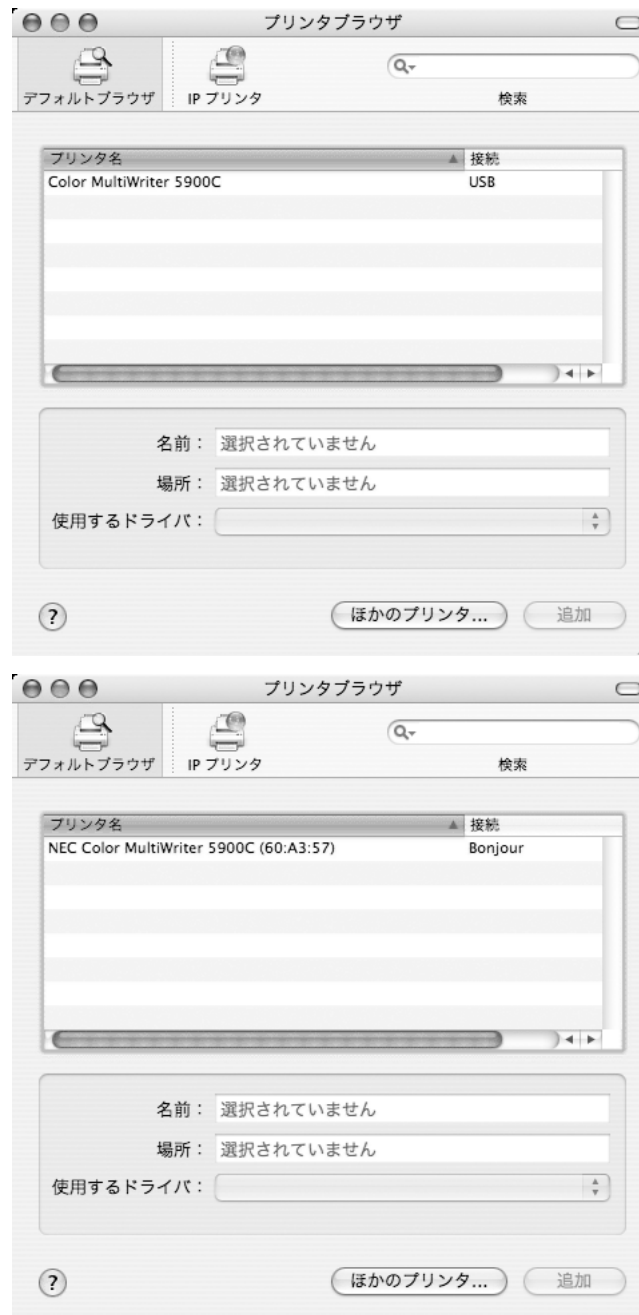 プリンタブラウザ
デフォルトブラウザ
IP プリンタ
検索
プリンタ名
接続
Color MultiWriter 5900C
USB
名前：
選択されていません
場所：
選択されていません
使用するドライバ：
?
ほかのプリンタ...
追加
プリンタブラウザ
デフォルトブラウザ
IP プリンタ
検索
プリンタ名
接続
NEC Color MultiWriter 5900C (60:A3:57)
Bonjour
名前：
選択されていません
場所：
選択されていません
使用するドライバ：
?
ほかのプリンタ...
追加